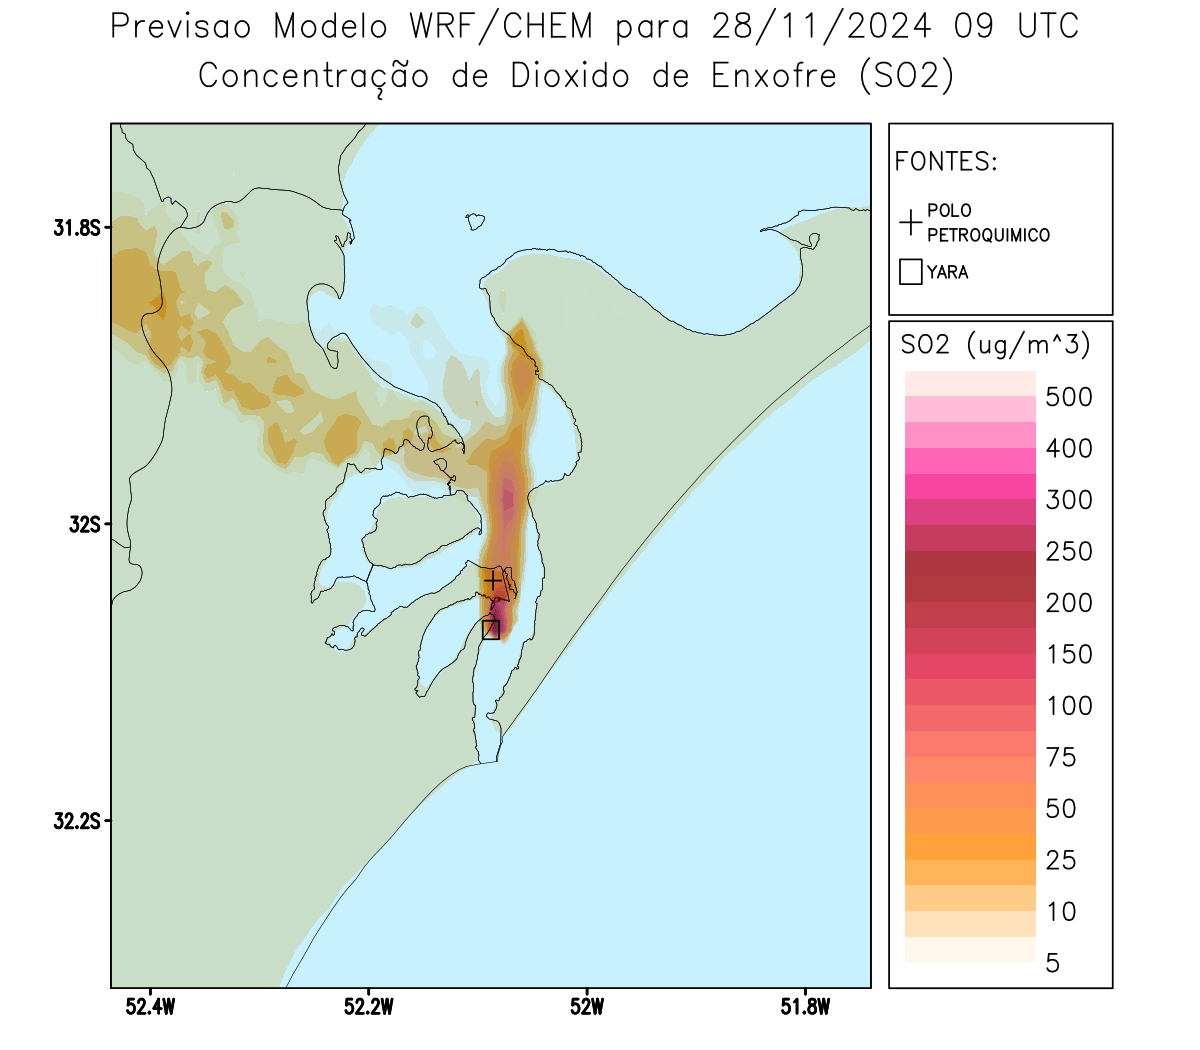 Previsao Modelo WRF/CHEM para 28/11/2024 09 UTC
Concentração de Dioxido de Enxofre (SO2)
FONTES:
POLO
PETROQUIMICO
YARA
SO2 (ug/m^3)
500
400
300
250
200
150
100
75
50
25
10
5
31.8S
32S
32.2S
52.4W
52.2W
52W
51.8W